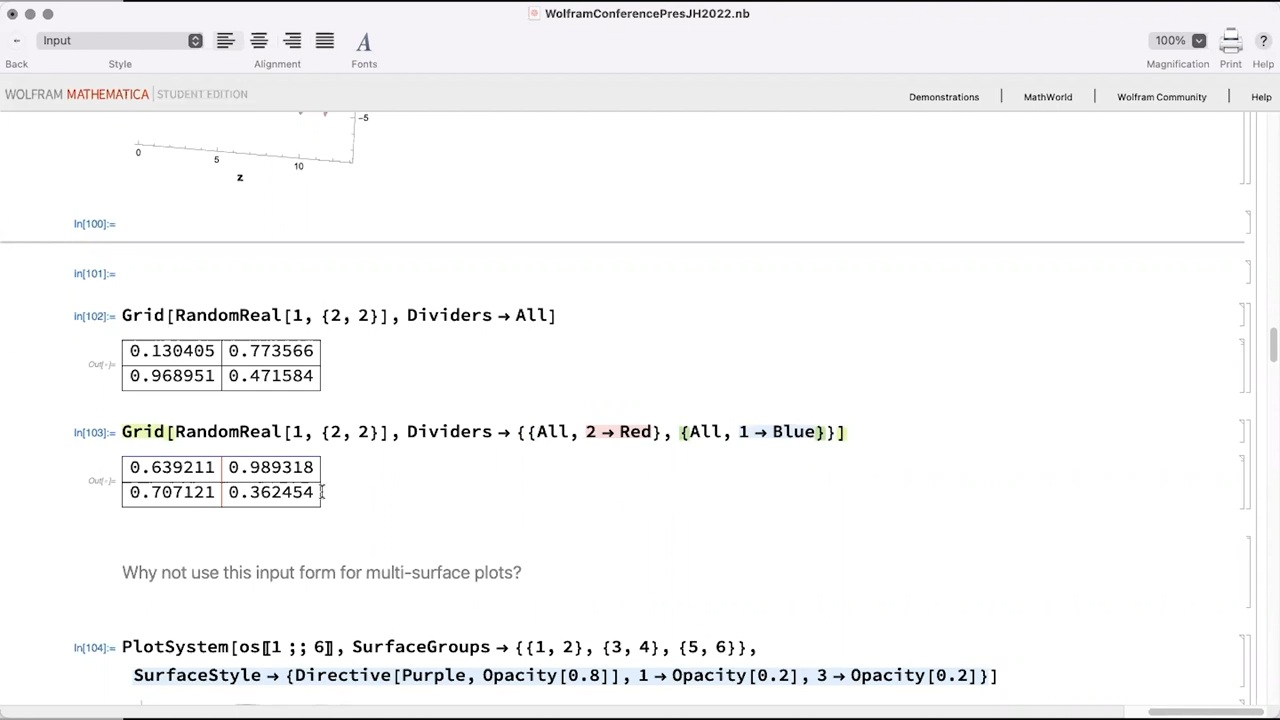 WolframConferencePresJH2022.nb
Input
100%
Back
Style
Alignment
Fonts
Magnification
Print
Help
WOLFRAM MATHEMATICA | STUDENT EDITION
Demonstrations | MathWorld | Wolfram Community | Help
-5
0
5
10
z
In[100]:=
In[101]:=
In[102]:= Grid[RandomReal[1, {2, 2}], Dividers → All]
Out[•]=
0.130405 0.773566
0.968951 0.471584
In[103]:= Grid[RandomReal[1, {2, 2}], Dividers → {{All, 2 → Red}, {All, 1 → Blue}}]
Out[•]=
0.639211 0.989318
0.707121 0.362454
Why not use this input form for multi-surface plots?
In[104]:= PlotSystem[os〚1 ;; 6〛, SurfaceGroups → {{1, 2}, {3, 4}, {5, 6}},
SurfaceStyle → {Directive[Purple, Opacity[0.8]], 1 → Opacity[0.2], 3 → Opacity[0.2]}]